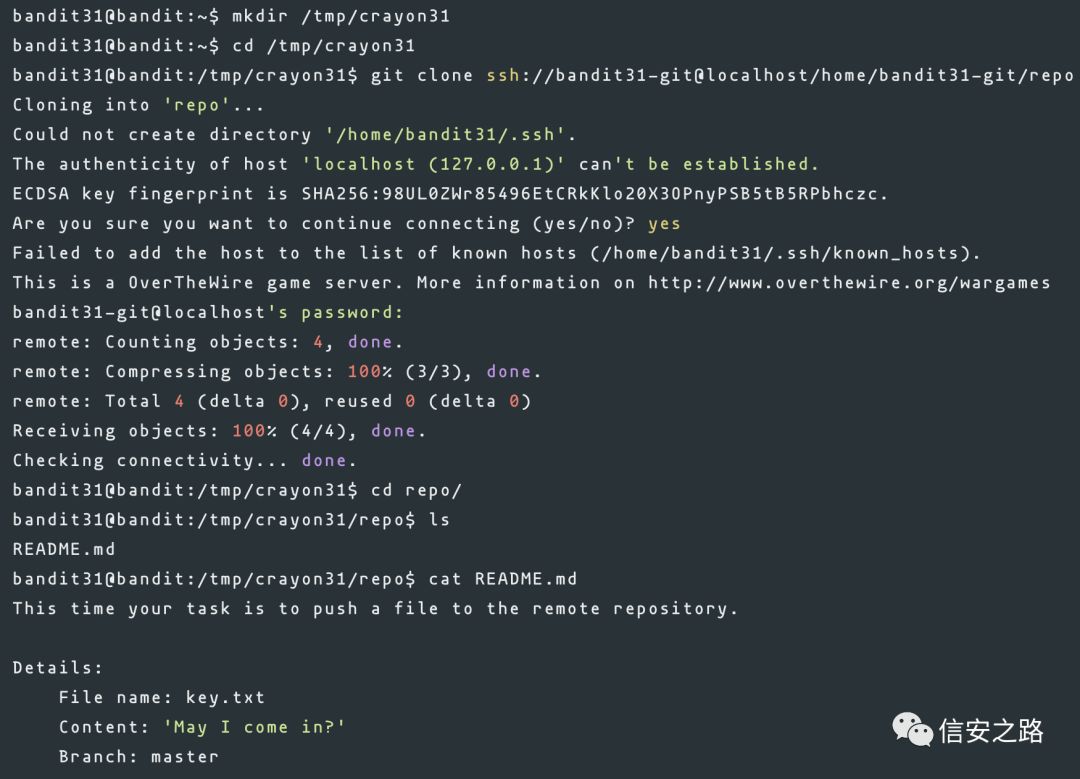 bandit31@bandit:~$ mkdir /tmp/crayon31
bandit31@bandit:~$ cd /tmp/crayon31
bandit31@bandit:/tmp/crayon31$ git clone ssh://bandit31-git@localhost/home/bandit31-git/repo
Cloning into 'repo'...
Could not create directory '/home/bandit31/.ssh'.
The authenticity of host 'localhost (127.0.0.1)' can't be established.
ECDSA key fingerprint is SHA256:98UL0ZWr85496EtCRkKlo20X3OPnyPSB5tB5RPbhczc.
Are you sure you want to continue connecting (yes/no)? yes
Failed to add the host to the list of known hosts (/home/bandit31/.ssh/known_hosts).
This is a OverTheWire game server. More information on http://www.overthewire.org/wargames
bandit31-git@localhost's password:
remote: Counting objects: 4, done.
remote: Compressing objects: 100% (3/3), done.
remote: Total 4 (delta 0), reused 0 (delta 0)
Receiving objects: 100% (4/4), done.
Checking connectivity... done.
bandit31@bandit:/tmp/crayon31$ cd repo/
bandit31@bandit:/tmp/crayon31/repo$ ls
README.md
bandit31@bandit:/tmp/crayon31/repo$ cat README.md
This time your task is to push a file to the remote repository.
Details:
File name: key.txt
Content: 'May I come in?'
Branch: master
信安之路